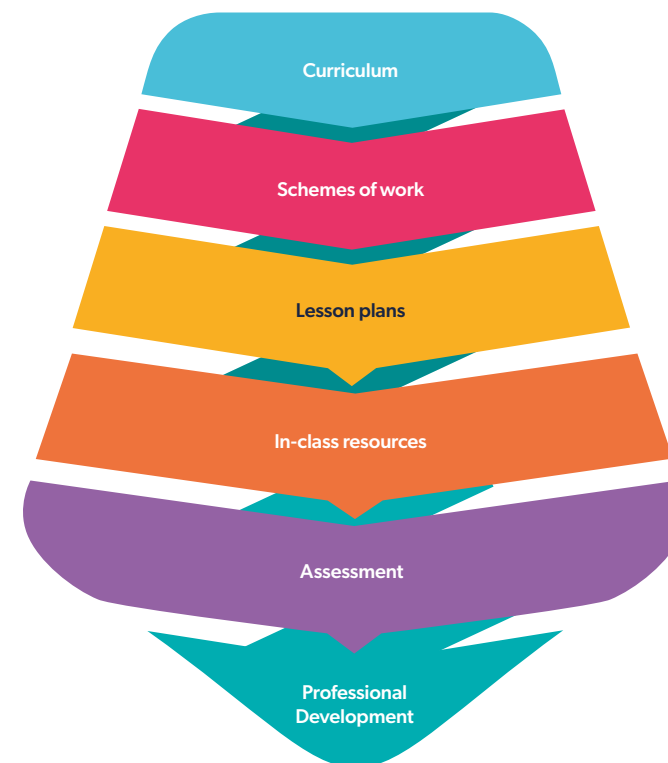 Curriculum
Schemes of work
Lesson plans
In-class resources
Assessment
Professional
Development